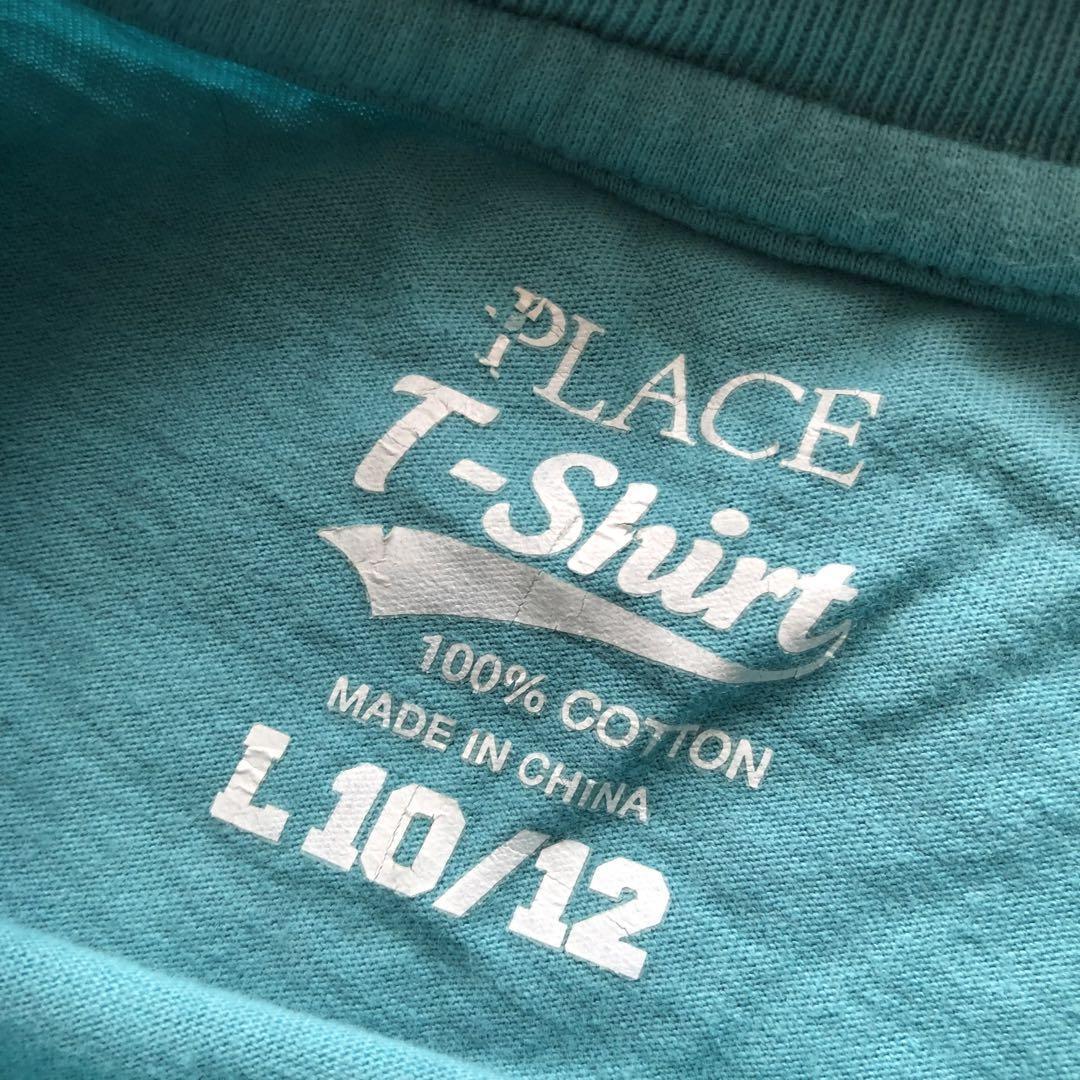 PLACE
T-Shirt
100% COTTON
MADE IN CHINA
L 10/12